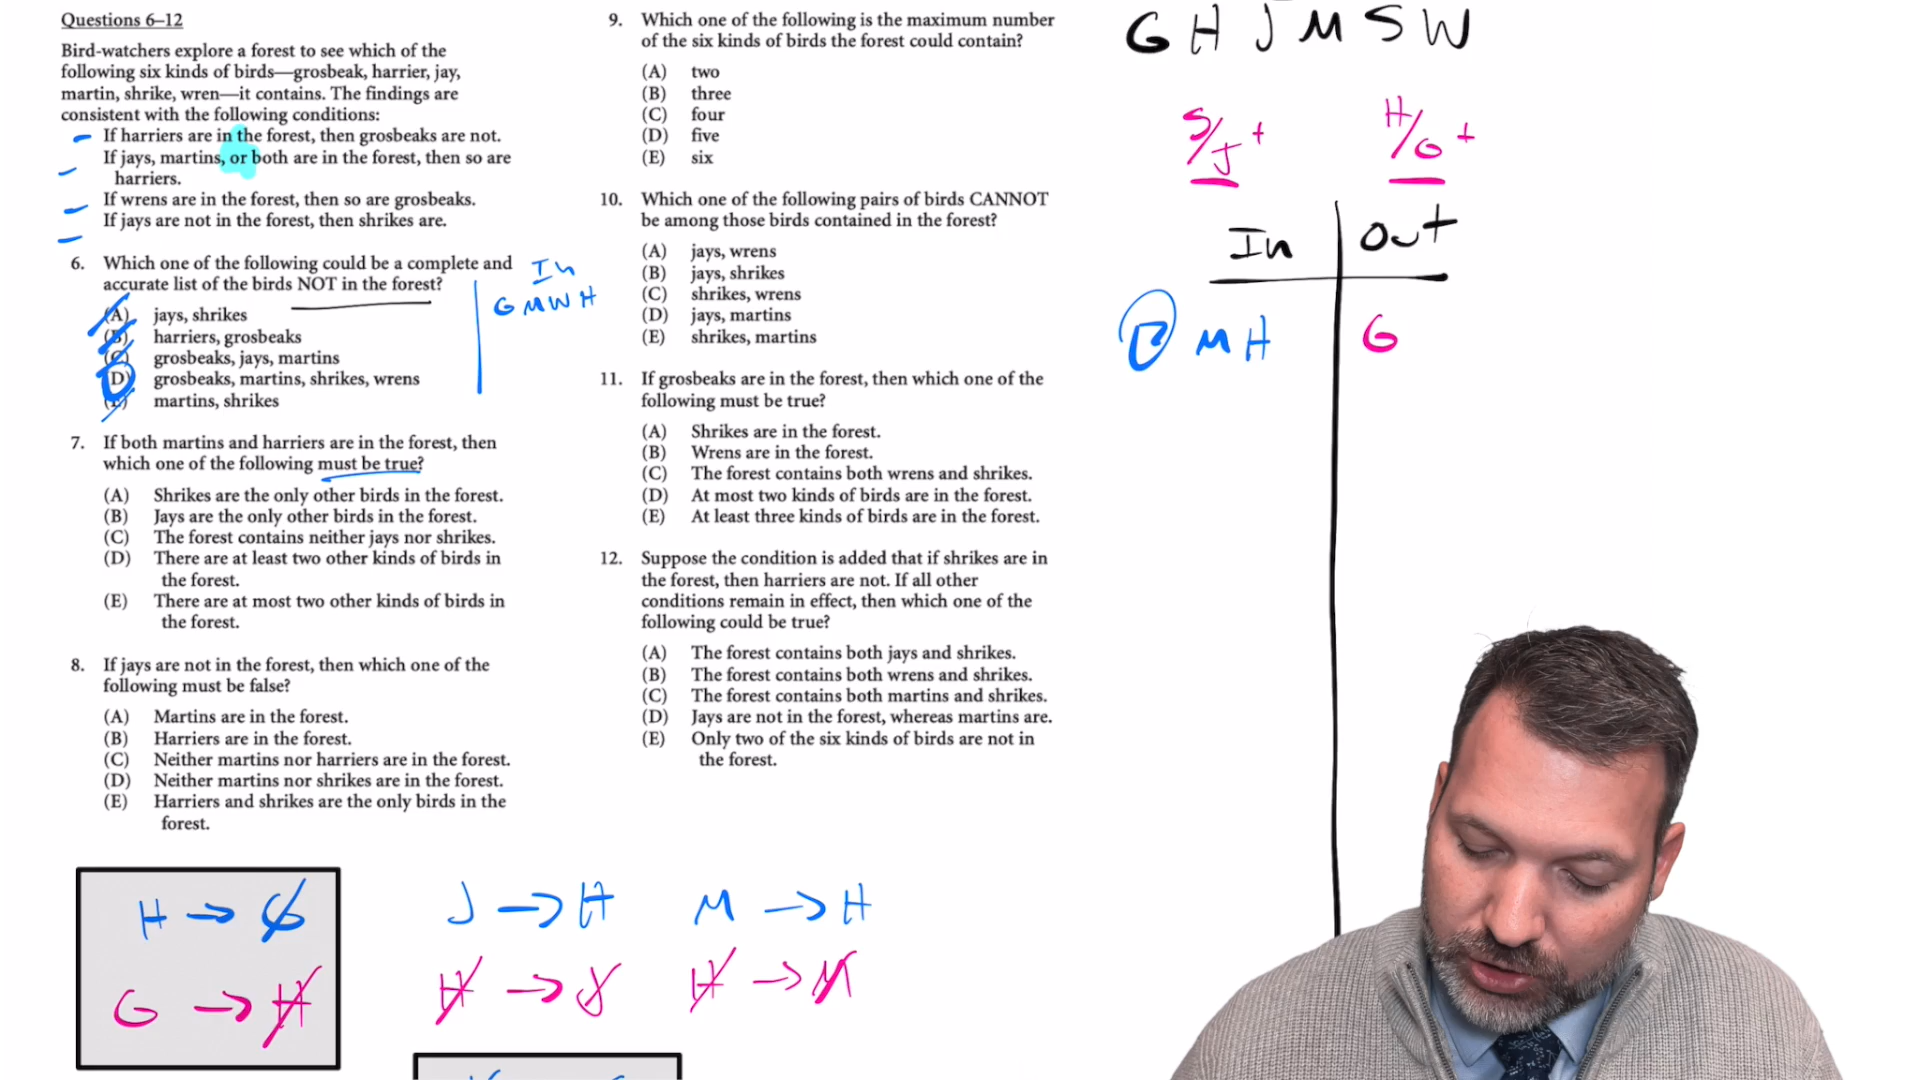 Questions 6–12
Bird-watchers explore a forest to see which of the
following six kinds of birds—grosbeak, harrier, jay,
martin, shrike, wren—it contains. The findings are
consistent with the following conditions:
If harriers are in the forest, then grosbeaks are not.
If jays, martins, or both are in the forest, then so are
harriers.
If wrens are in the forest, then so are grosbeaks.
If jays are not in the forest, then shrikes are.
6. Which one of the following could be a complete and
accurate list of the birds NOT in the forest?
(A) jays, shrikes
(B) harriers, grosbeaks
(C) grosbeaks, jays, martins
(D) grosbeaks, martins, shrikes, wrens
(E) martins, shrikes
In
G M W H
7. If both martins and harriers are in the forest, then
which one of the following must be true?
(A) Shrikes are the only other birds in the forest.
(B) Jays are the only other birds in the forest.
(C) The forest contains neither jays nor shrikes.
(D) There are at least two other kinds of birds in
the forest.
(E) There are at most two other kinds of birds in
the forest.
8. If jays are not in the forest, then which one of the
following must be false?
(A) Martins are in the forest.
(B) Harriers are in the forest.
(C) Neither martins nor harriers are in the forest.
(D) Neither martins nor shrikes are in the forest.
(E) Harriers and shrikes are the only birds in the
forest.
9. Which one of the following is the maximum number
of the six kinds of birds the forest could contain?
(A) two
(B) three
(C) four
(D) five
(E) six
10. Which one of the following pairs of birds CANNOT
be among those birds contained in the forest?
(A) jays, wrens
(B) jays, shrikes
(C) shrikes, wrens
(D) jays, martins
(E) shrikes, martins
11. If grosbeaks are in the forest, then which one of the
following must be true?
(A) Shrikes are in the forest.
(B) Wrens are in the forest.
(C) The forest contains both wrens and shrikes.
(D) At most two kinds of birds are in the forest.
(E) At least three kinds of birds are in the forest.
12. Suppose the condition is added that if shrikes are in
the forest, then harriers are not. If all other
conditions remain in effect, then which one of the
following could be true?
(A) The forest contains both jays and shrikes.
(B) The forest contains both wrens and shrikes.
(C) The forest contains both martins and shrikes.
(D) Jays are not in the forest, whereas martins are.
(E) Only two of the six kinds of birds are not in
the forest.
G H J M S W
S/J + H/G +
In Out
7 M H G
H → G
G → H
J → H M → H
H → J H → M